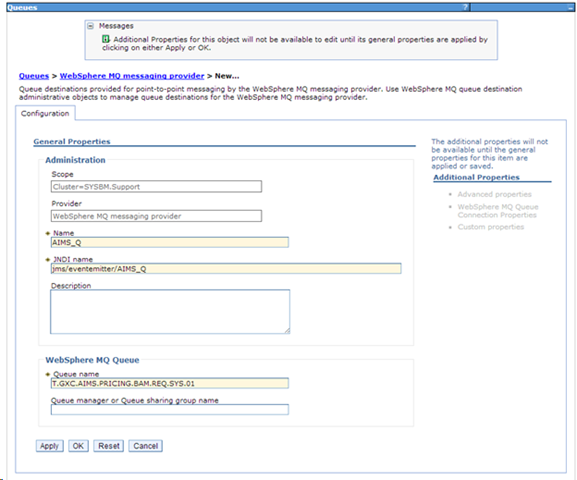 Queues
?
Messages
Additional Properties for this object will not be available to edit until its general properties are applied by
clicking on either Apply or OK.
Queues > WebSphere MQ messaging provider > New...
Queue destinations provided for point-to-point messaging by the WebSphere MQ messaging provider. Use WebSphere MQ queue destination
administrative objects to manage queue destinations for the WebSphere MQ messaging provider.
Configuration
General Properties
Administration
Scope
Cluster=SYSBM.Support
Provider
WebSphere MQ messaging provider
* Name
AIMS_Q
* JNDI name
jms/eventemitter/AIMS_Q
Description
WebSphere MQ Queue
* Queue name
T.GXC.AIMS.PRICING.BAM.REQ.SYS.01
Queue manager or Queue sharing group name
Apply OK Reset Cancel
The additional properties will not
be available until the general
properties for this item are
applied or saved.
Additional Properties
Advanced properties
WebSphere MQ Queue
Connection Properties
Custom properties